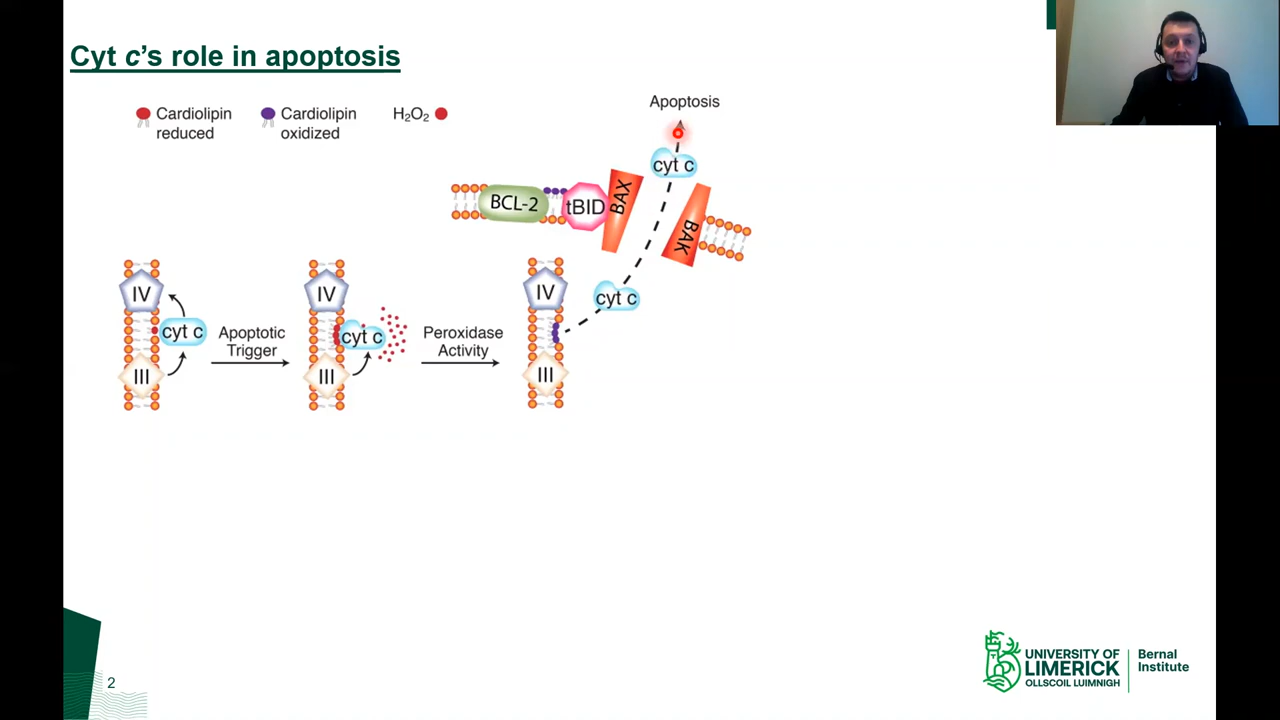 Cyt c’s role in apoptosis
Cardiolipin
reduced
Cardiolipin
oxidized
H₂O₂
Apoptosis
cyt c
BCL-2
tBID
BAX
BAK
cyt c
IV
cyt c
III
Apoptotic
Trigger
IV
cyt c
III
Peroxidase
Activity
IV
III
2
UNIVERSITY OF
LIMERICK
OLLSCOIL LUIMNIGH
Bernal
Institute